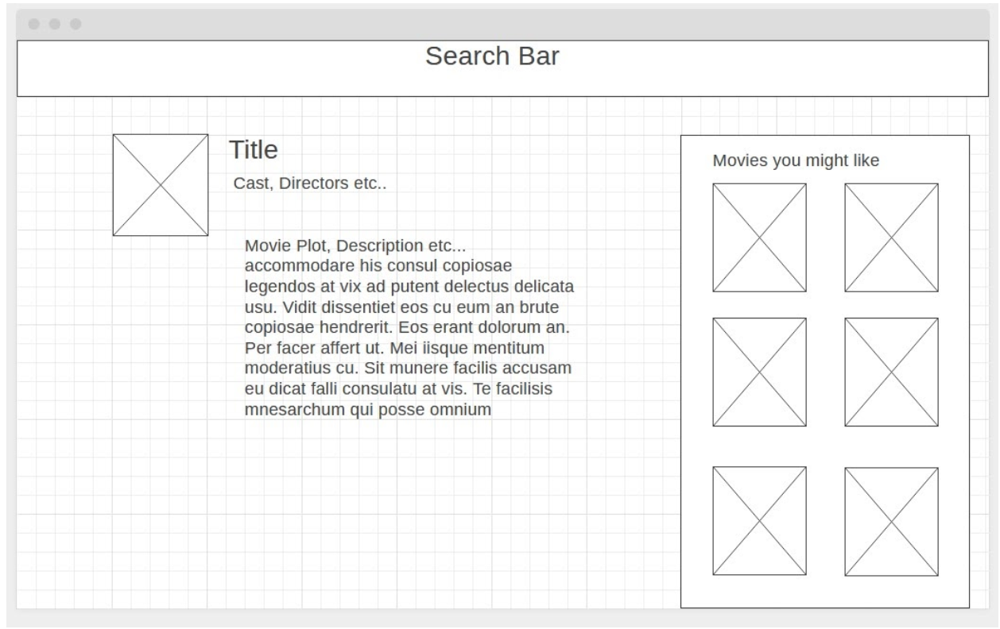 Search Bar
Title
Cast, Directors etc..
Movie Plot, Description etc...
accommodare his consul copiosae
legendos at vix ad putent delectus delicata
usu. Vidit dissentiet eos cu eum an brute
copiosae hendrerit. Eos erant dolorum an.
Per facer affert ut. Mei iisque mentitum
moderatius cu. Sit munere facilis accusam
eu dicat falli consulatu at vis. Te facilisis
mnesarchum qui posse omnium
Movies you might like